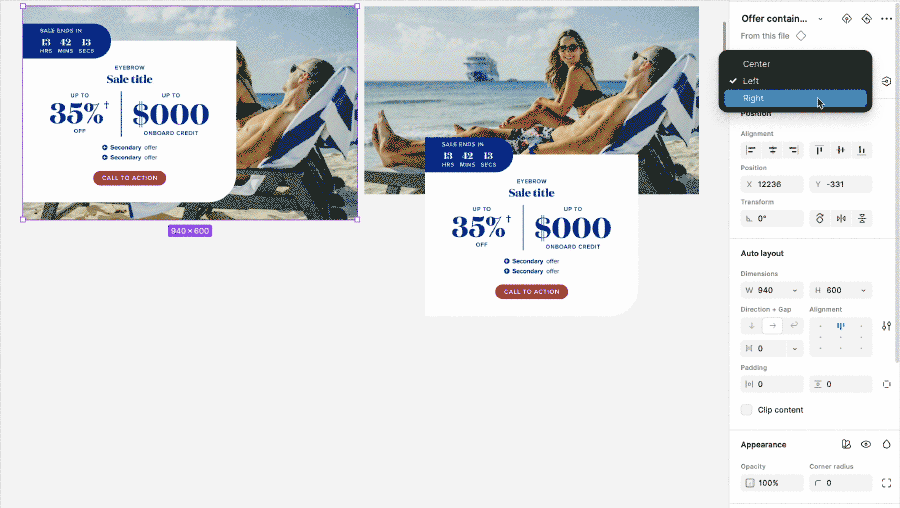 SALE ENDS IN
13 42 13
HRS MINS SECS
EYEBROW
Sale title
UP TO
35%†
OFF
UP TO
$000
ONBOARD CREDIT
Secondary offer
Secondary offer
CALL TO ACTION
940 × 600
SALE ENDS IN
13 42 13
HRS MINS SECS
EYEBROW
Sale title
UP TO
35%†
OFF
UP TO
$000
ONBOARD CREDIT
Secondary offer
Secondary offer
CALL TO ACTION
Offer contain...
From this file
Center
Left
Right
Position
Alignment
Position
X 12236
Y -331
Transform
0°
Auto layout
Dimensions
W 940
H 600
Direction + Gap
Alignment
0
Padding
0
0
Clip content
Appearance
Opacity
Corner radius
100%
0